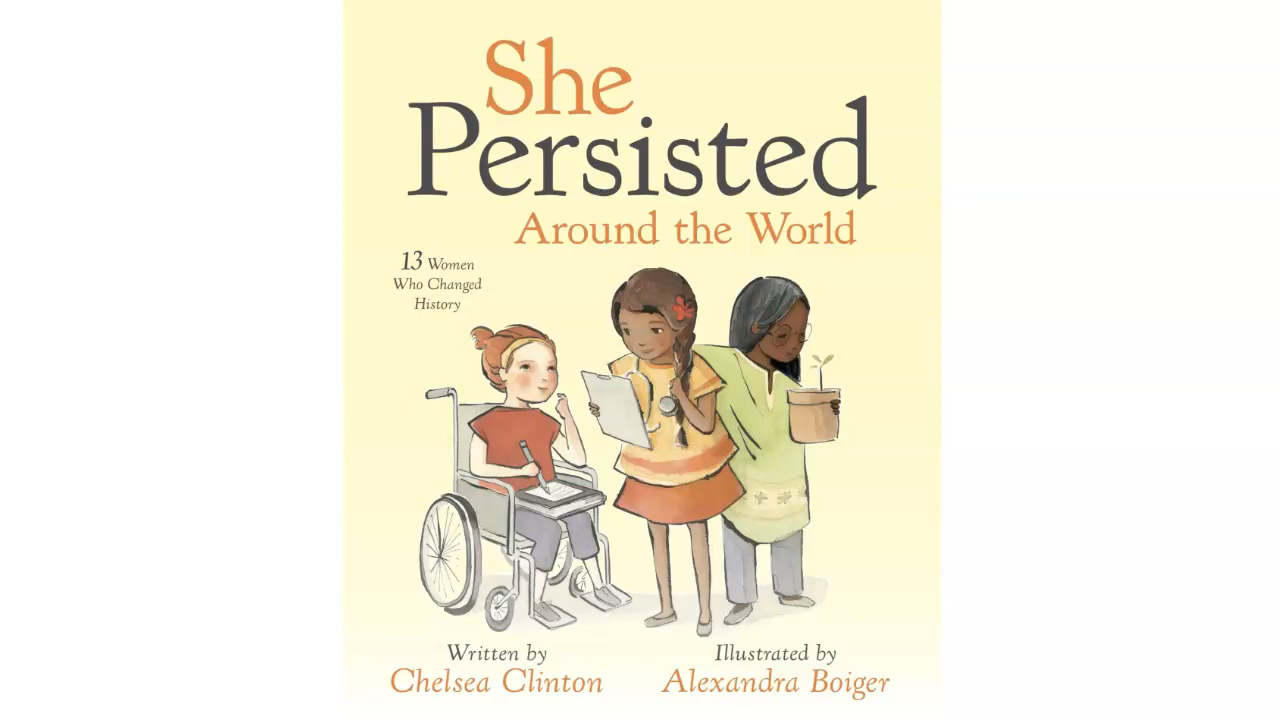 She
Persisted
Around the World
13 Women
Who Changed
History
Written by
Chelsea Clinton
Illustrated by
Alexandra Boiger